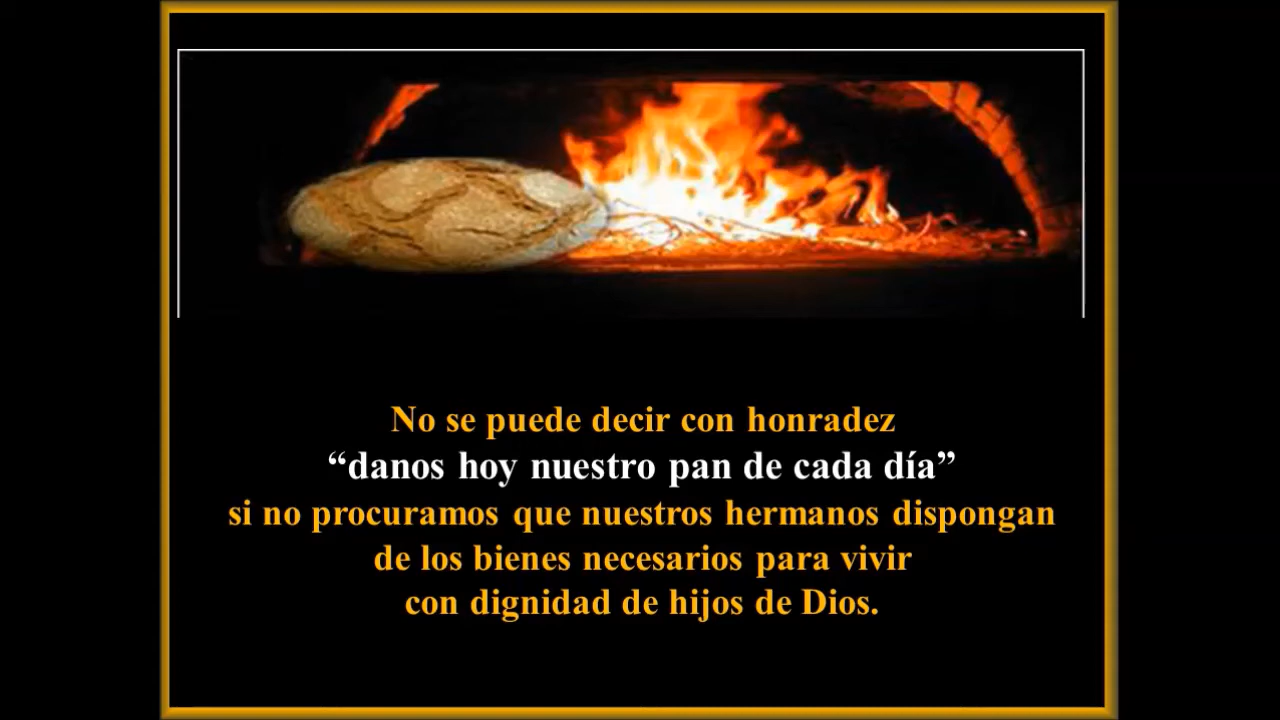 No se puede decir con honradez
“danos hoy nuestro pan de cada día”
si no procuramos que nuestros hermanos dispongan
de los bienes necesarios para vivir
con dignidad de hijos de Dios.